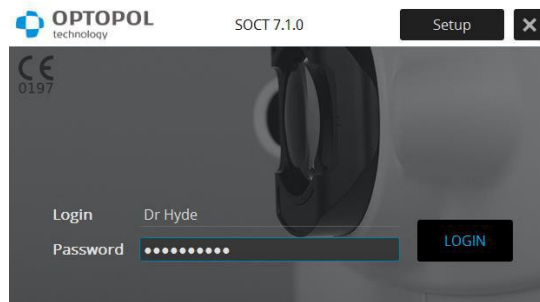 OPTOPOL
technology
SOCT 7.1.0
Setup
CE
0197
Login
Dr Hyde
Password
••••••••••
LOGIN